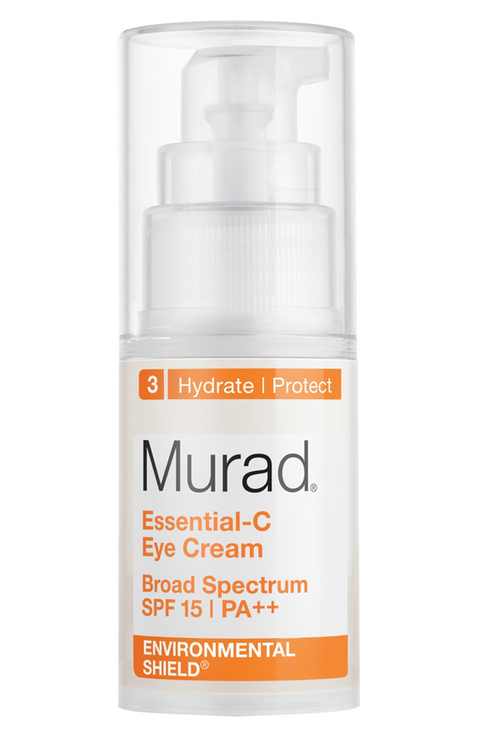 3 Hydrate | Protect
Murad®
Essential-C
Eye Cream
Broad Spectrum
SPF 15 | PA++
ENVIRONMENTAL
SHIELD®